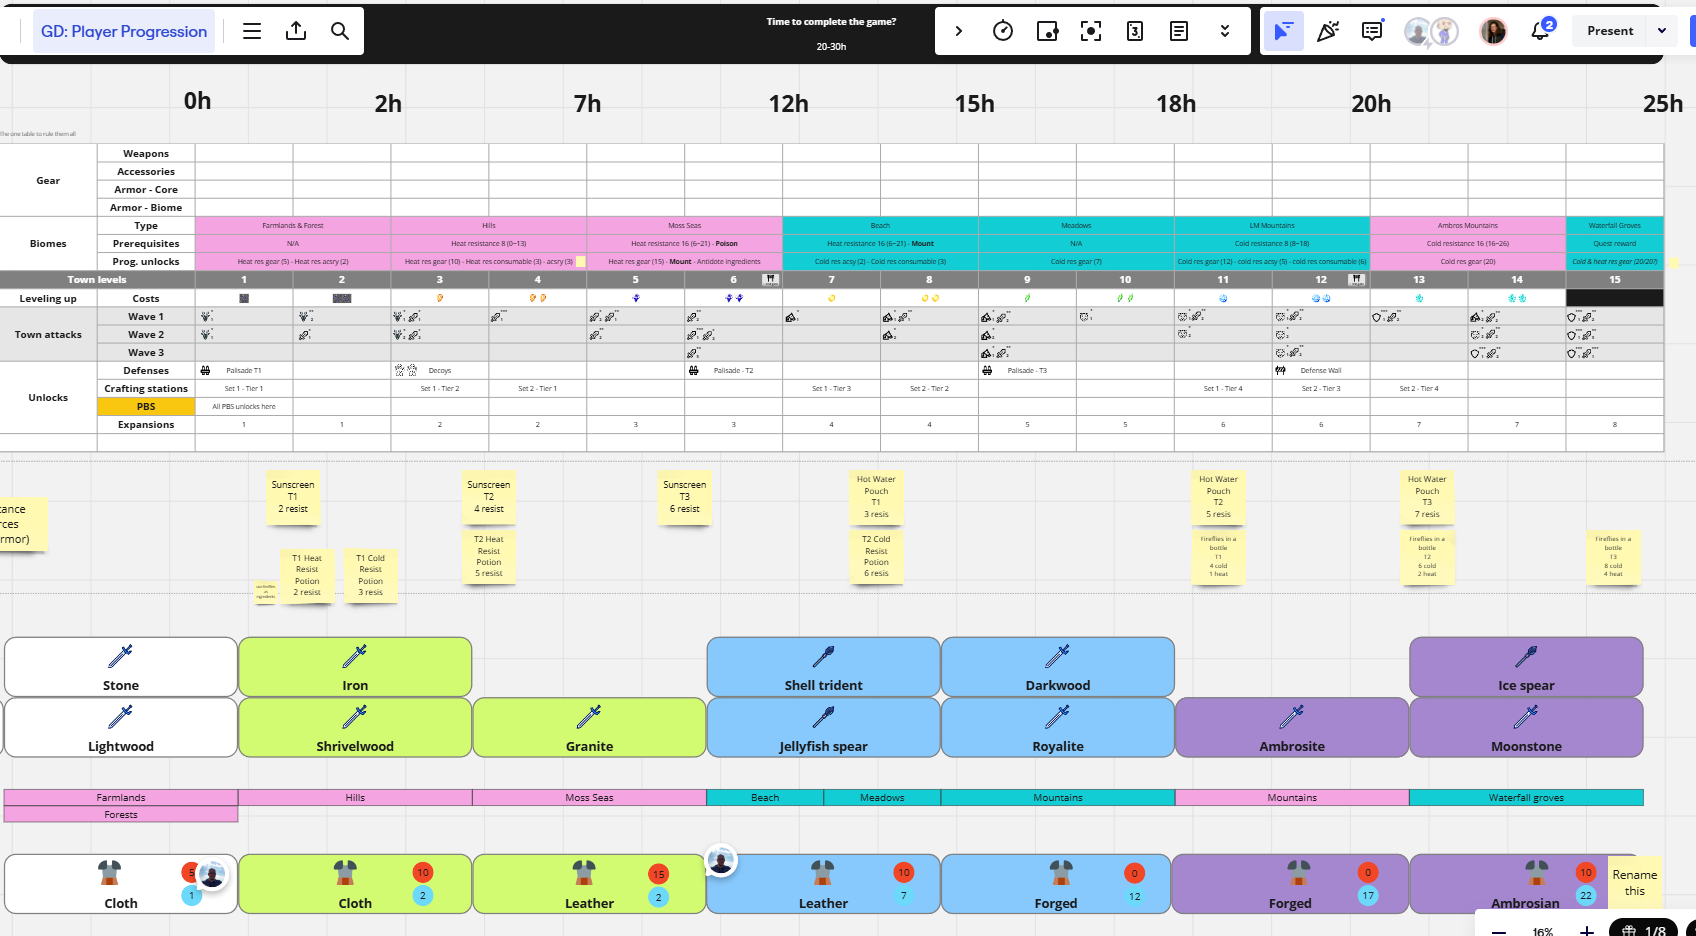 GD: Player Progression
Time to complete the game?
20-30h
3
2
Present
0h 2h 7h 12h 15h 18h 20h 25h
The one table to rule them all
Gear
Weapons
Accessories
Armor - Core
Armor - Biome
Biomes
Type Farmlands & Forest Hills Moss Seas Beach Meadows LM Mountains Ambros Mountains Waterfall Groves
Prerequisites N/A Heat resistance 8 (0~13) Heat resistance 16 (6~21) - Poison Heat resistance 16 (6~21) - Mount N/A Cold resistance 8 (8~18) Cold resistance 16 (16~26) Quest reward
Prog. unlocks Heat res gear (5) - Heat res acsry (2) Heat res gear (10) - Heat res consumable (3) - acsry (3) Heat res gear (15) - Mount - Antidote ingredients Cold res acsy (2) - Cold res consumable (3) Cold res gear (7) Cold res gear (12) - cold res acsy (5) - cold res consumable (6) Cold res gear (20) Cold & heat res gear (20/20?)
Town levels 1 2 3 4 5 6 7 8 9 10 11 12 13 14 15
Leveling up Costs
Town attacks
Wave 1
Wave 2
Wave 3
Unlocks
Defenses Palisade T1 Decoys Palisade - T2 Palisade - T3 Defense Wall
Crafting stations Set 1 - Tier 1 Set 1 - Tier 2 Set 2 - Tier 1 Set 1 - Tier 3 Set 2 - Tier 2 Set 1 - Tier 4 Set 2 - Tier 3 Set 2 - Tier 4
PBS All PBS unlocks here
Expansions 1 1 2 2 3 3 4 4 5 5 6 6 7 7 8
Sunscreen
T1
2 resist
Sunscreen
T2
4 resist
Sunscreen
T3
6 resist
Hot Water
Pouch
T1
3 resis
Hot Water
Pouch
T2
5 resis
Hot Water
Pouch
T3
7 resis
T1 Heat
Resist
Potion
2 resist
T1 Cold
Resist
Potion
3 resis
T2 Heat
Resist
Potion
5 resist
T2 Cold
Resist
Potion
6 resis
Fireflies in a
bottle
T1
4 cold
1 heat
Fireflies in a
bottle
T2
6 cold
2 heat
Fireflies in a
bottle
T3
8 cold
4 heat
Stone Iron Shell trident Darkwood Ice spear
Lightwood Shrivelwood Granite Jellyfish spear Royalite Ambrosite Moonstone
Farmlands Hills Moss Seas Beach Meadows Mountains Mountains Waterfall groves
Forests
5 10 15 10 0 0 10
1 2 2 7 12 17 22
Cloth Cloth Leather Leather Forged Forged Ambrosian
Rename
this
16%
1/8